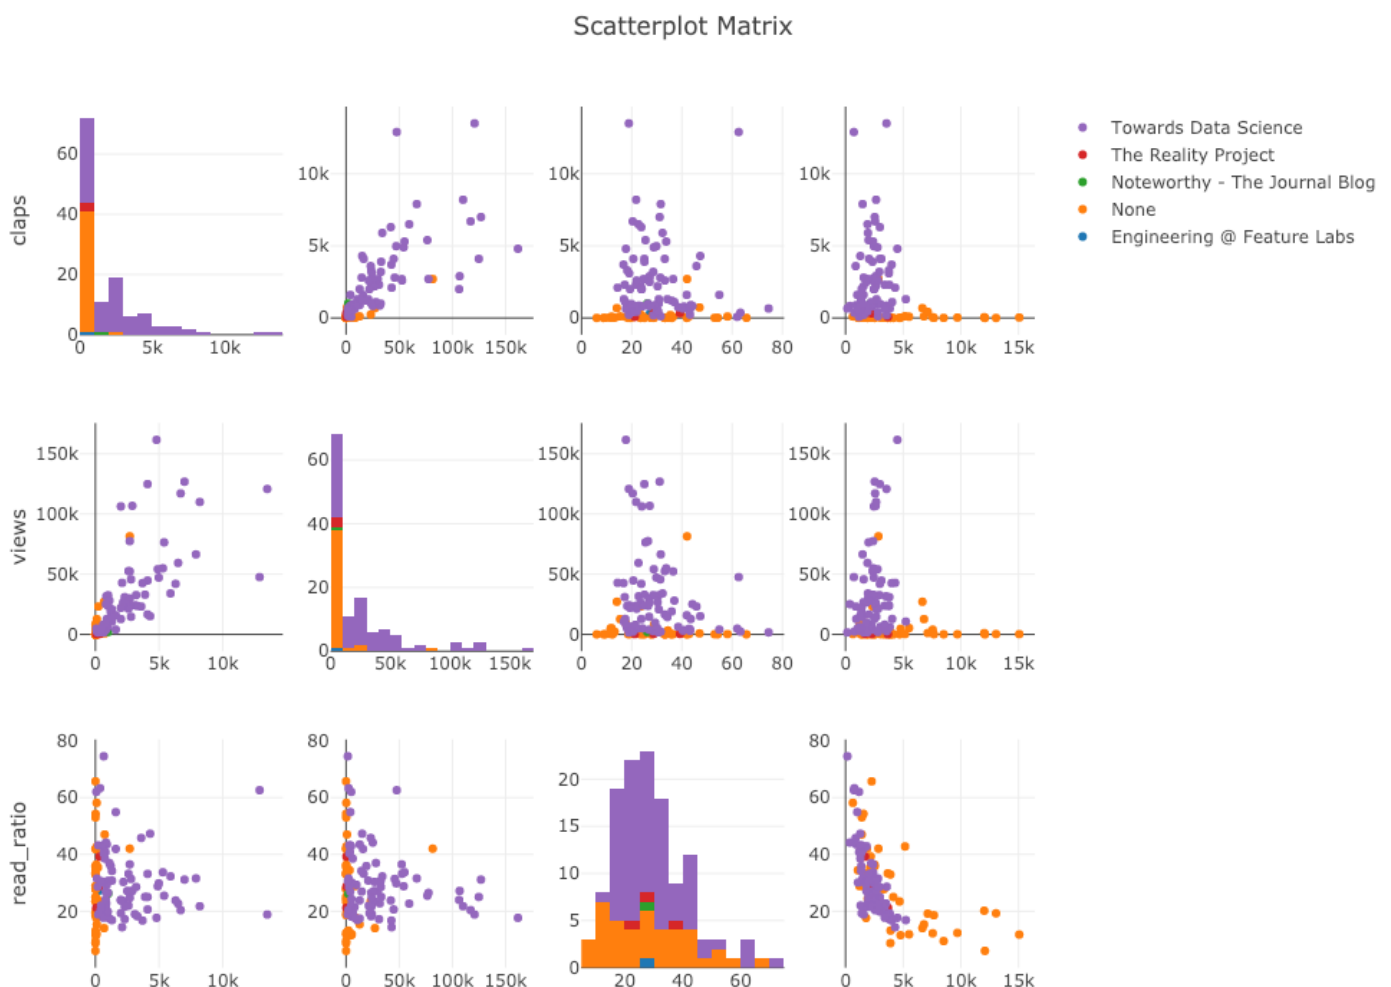 Scatterplot Matrix
Towards Data Science
The Reality Project
Noteworthy - The Journal Blog
None
Engineering @ Feature Labs
claps
60
40
20
0
0 5k 10k
10k
5k
0
0 50k 100k 150k
10k
5k
0
20 40 60 80
10k
5k
0
0 5k 10k 15k
views
150k
100k
50k
0
0 5k 10k
60
40
20
0
0 50k 100k 150k
150k
100k
50k
0
20 40 60 80
150k
100k
50k
0
0 5k 10k 15k
read_ratio
80
60
40
20
0 5k 10k
80
60
40
20
0 50k 100k 150k
20
15
10
5
0
20 40 60
80
60
40
20
0 5k 10k 15k